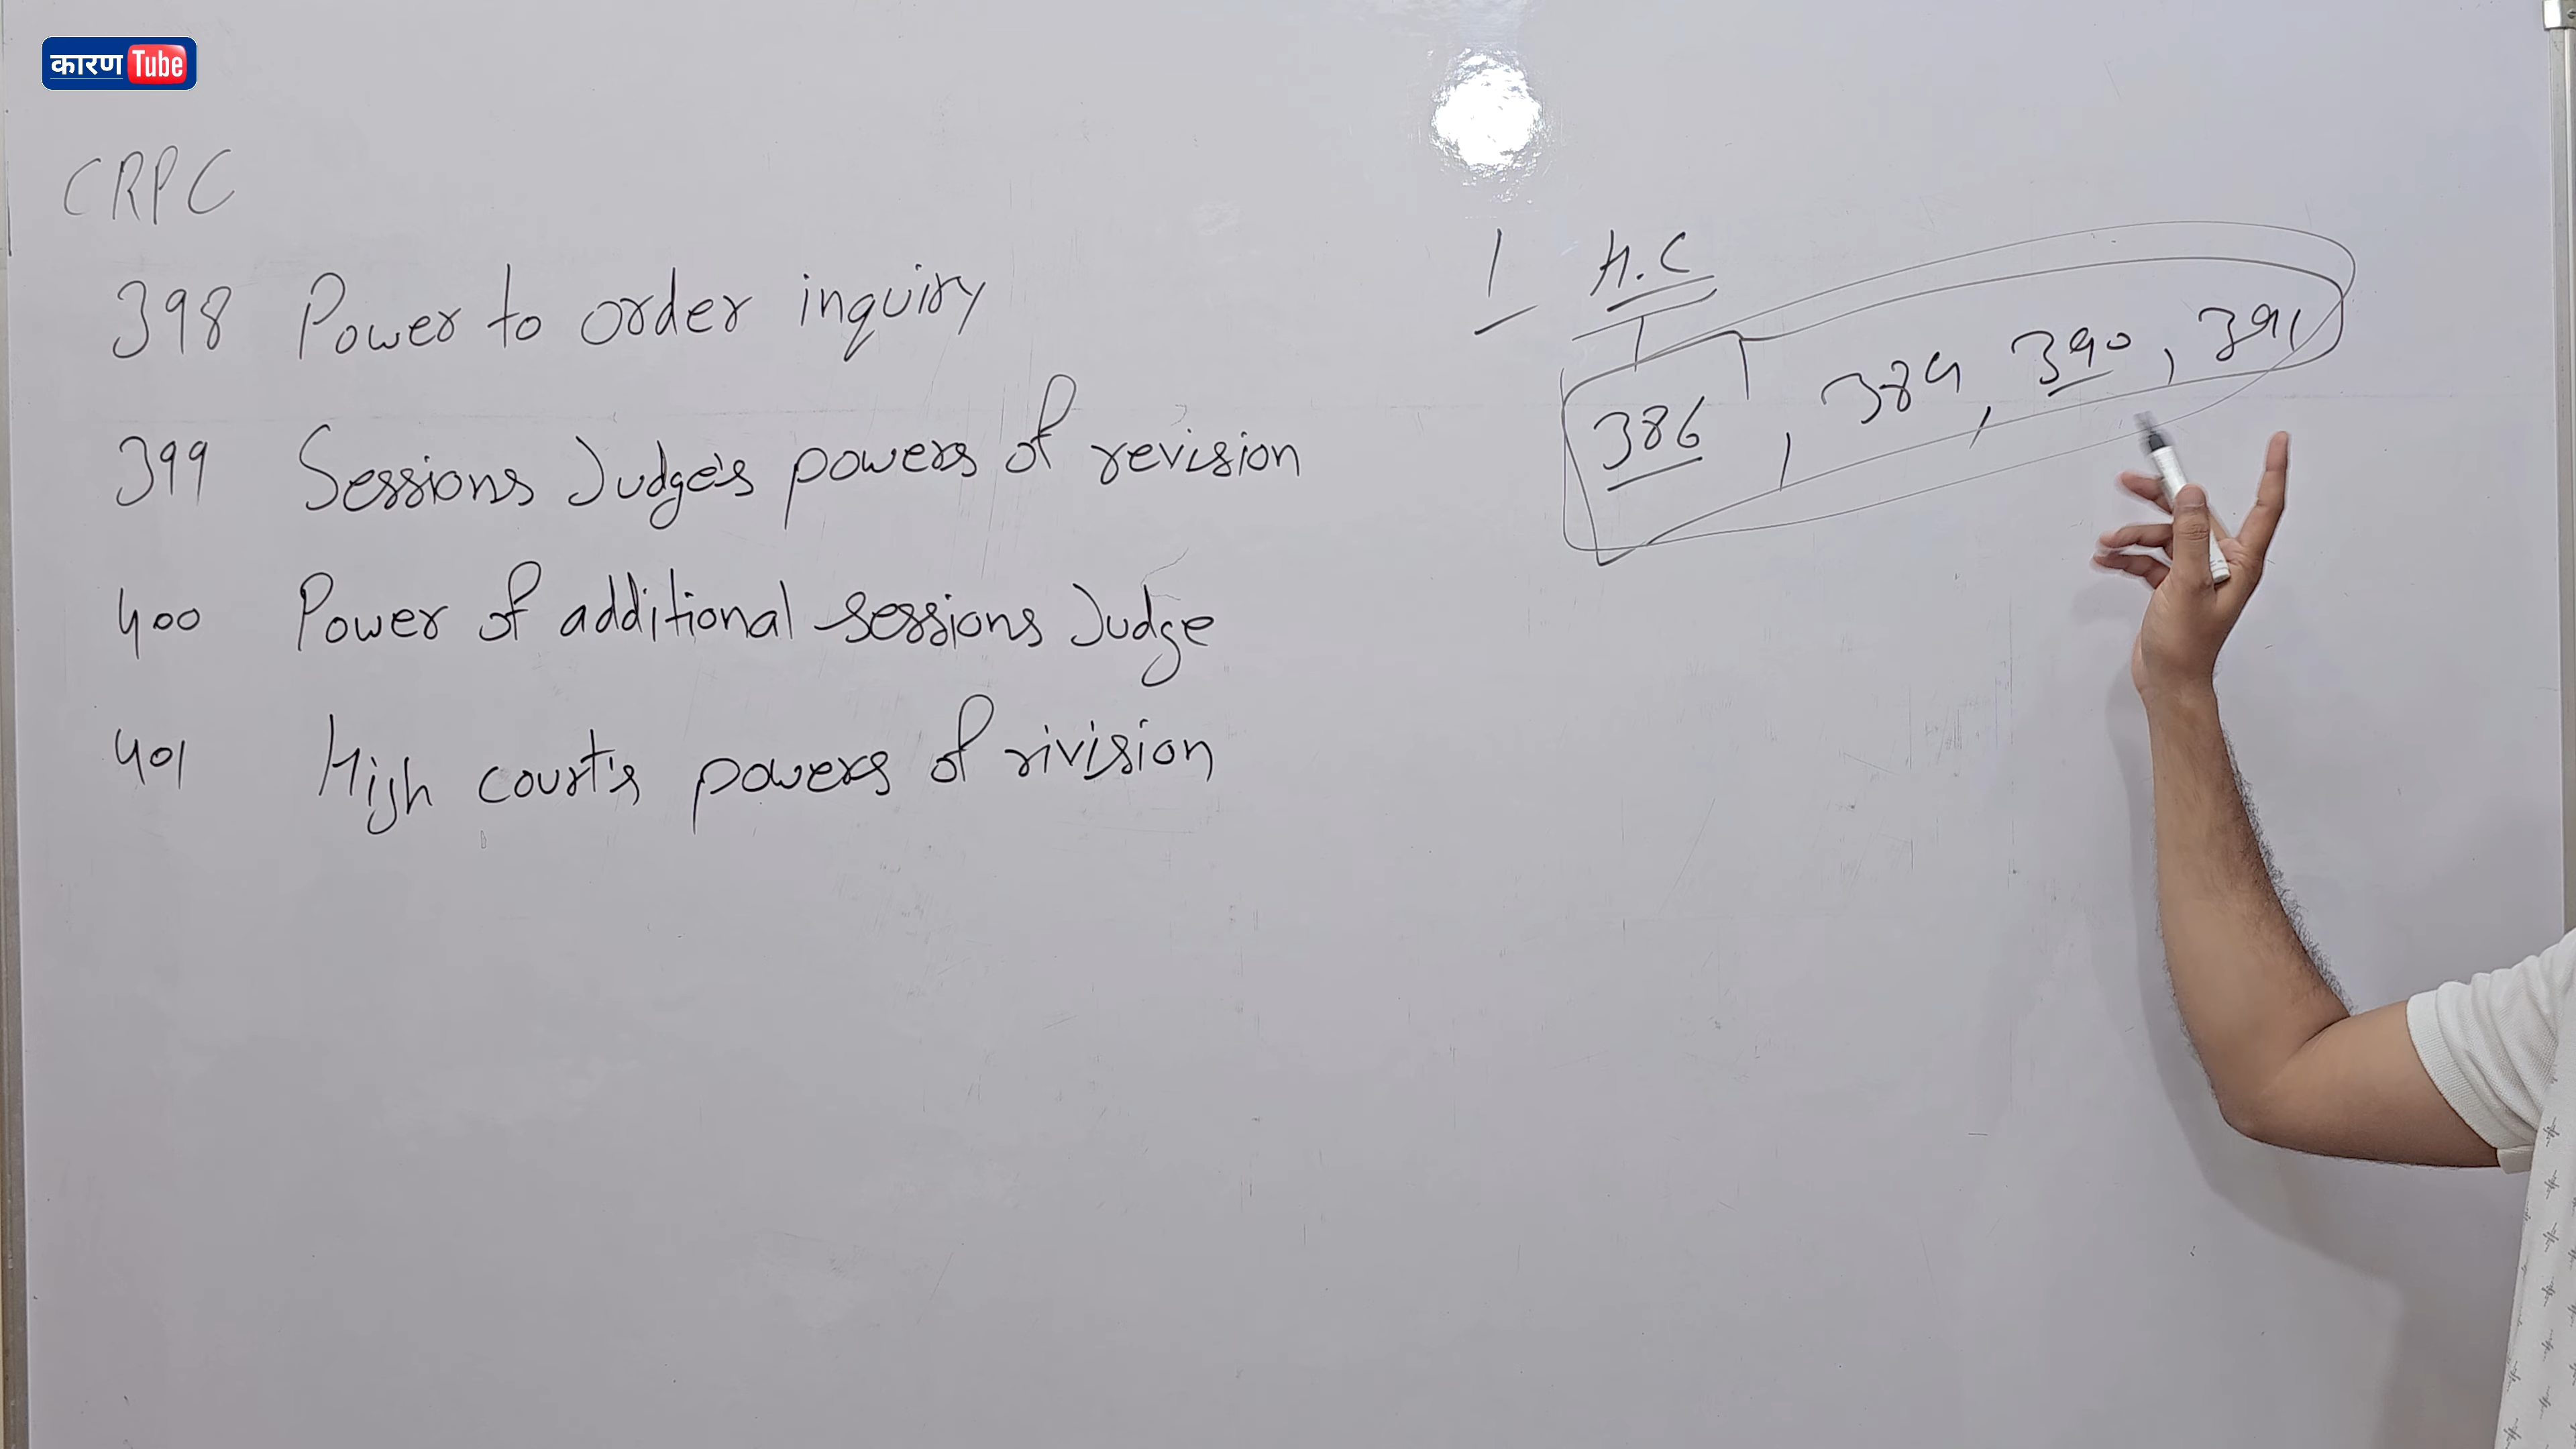 कारण Tube
CRPC
398 Power to order inquiry
399 Sessions Judge's powers of revision
400 Power of additional sessions Judge
401 High court's powers of rivision
1 H.C
386, 389, 390, 391